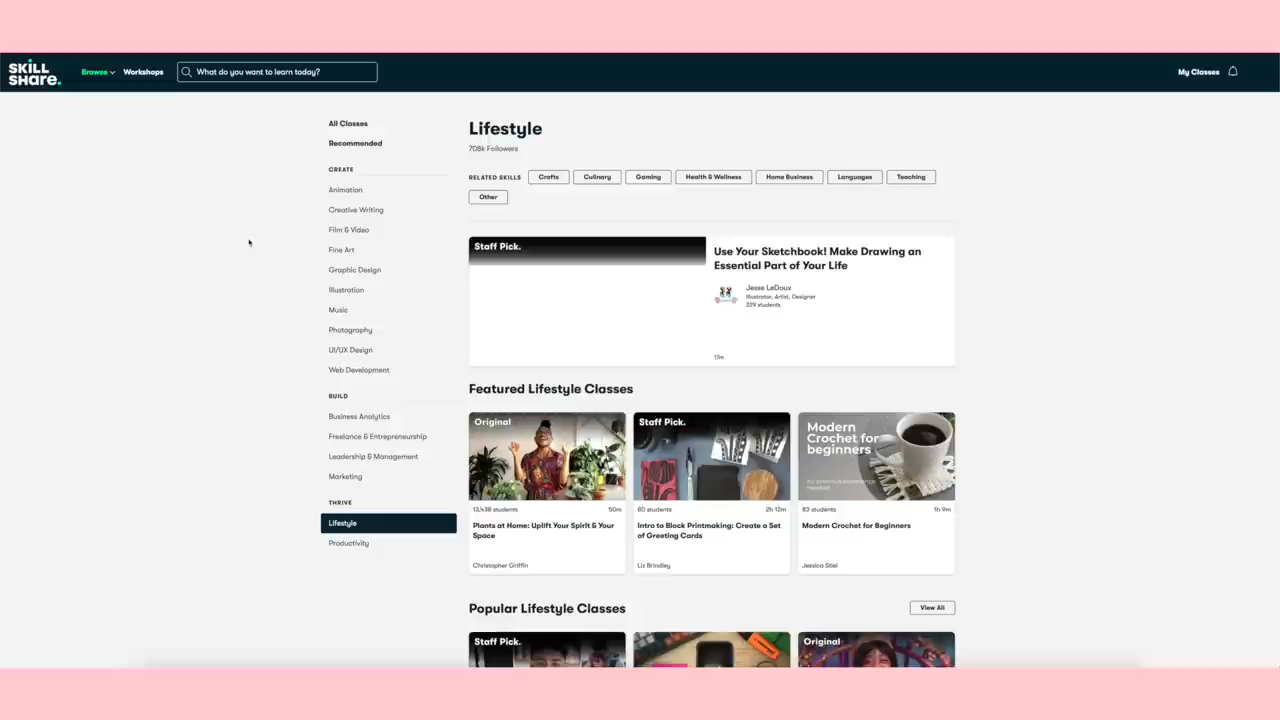 SKILL
SHARE.
Browse
Workshops
What do you want to learn today?
My Classes
All Classes
Recommended
CREATE
Animation
Creative Writing
Film & Video
Fine Art
Graphic Design
Illustration
Music
Photography
UI/UX Design
Web Development
BUILD
Business Analytics
Freelance & Entrepreneurship
Leadership & Management
Marketing
THRIVE
Lifestyle
Productivity
Lifestyle
708k Followers
RELATED SKILLS
Crafts
Culinary
Gaming
Health & Wellness
Home Business
Languages
Teaching
Other
Staff Pick.
Use Your Sketchbook! Make Drawing an
Essential Part of Your Life
Jesse LeDoux
Illustrator, Artist, Designer
229 students
17m
Featured Lifestyle Classes
Original
13,438 students
50m
Plants at Home: Uplift Your Spirit & Your
Space
Christopher Griffin
Staff Pick.
60 students
2h 12m
Intro to Block Printmaking: Create a Set
of Greeting Cards
Liz Brindley
Modern
Crochet for
beginners
needed
83 students
1h 9m
Modern Crochet for Beginners
Jessica Stiel
Popular Lifestyle Classes
View All
Staff Pick.
Original